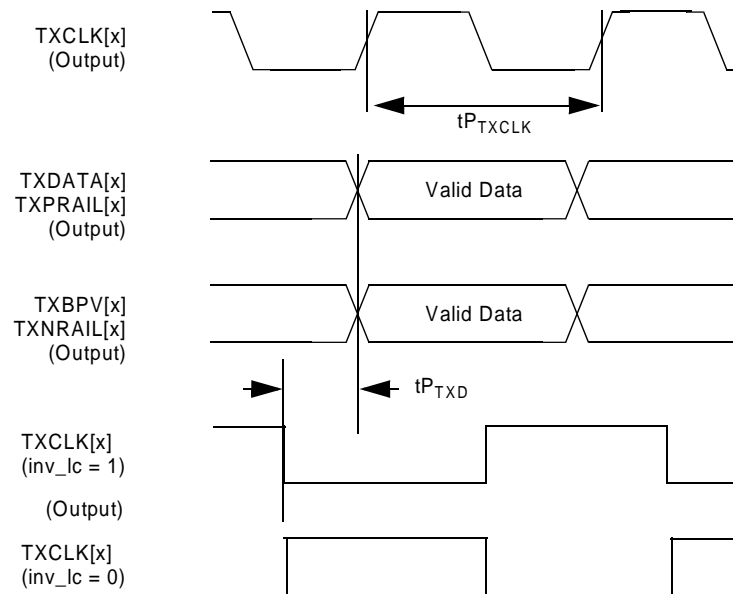 TXCLK[x]
(Output)
tPTXCLK
TXDATA[x]
TXPRAIL[x]
(Output)
Valid Data
TXBPV[x]
TXNRAIL[x]
(Output)
Valid Data
tPTXD
TXCLK[x]
(inv_lc = 1)
(Output)
TXCLK[x]
(inv_lc = 0)